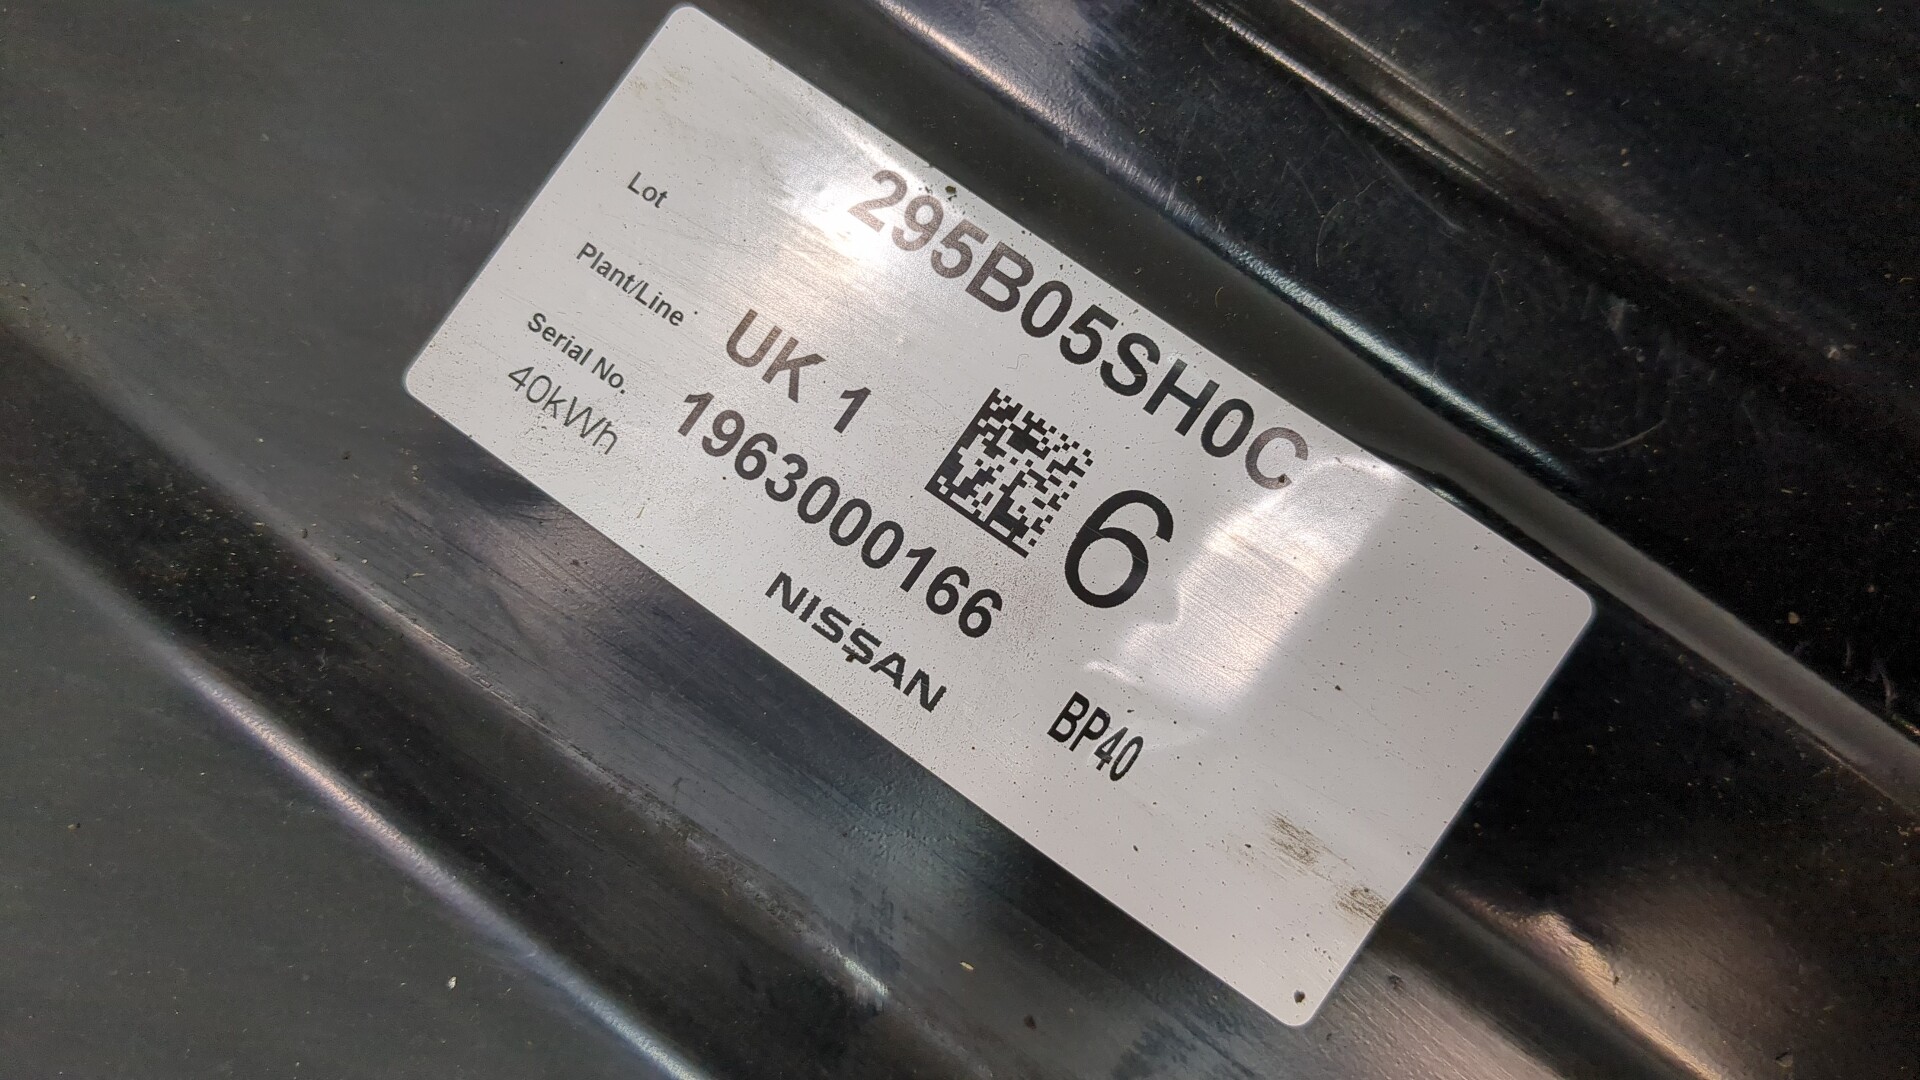 295B05SH0C
Lot
Plant/Line UK 1
Serial No. 1963000166
40kWh
6
NISSAN
BP40